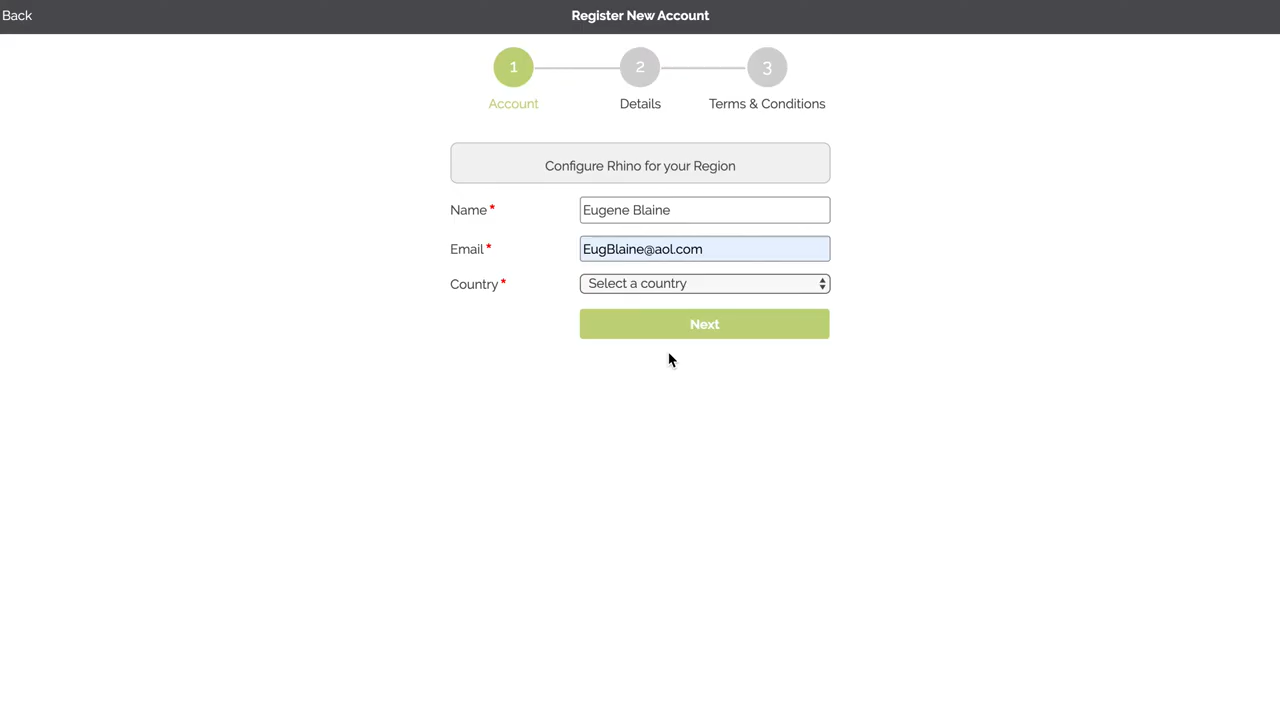 Back
Register New Account
1
2
3
Account
Details
Terms & Conditions
Configure Rhino for your Region
Name *
Eugene Blaine
Email *
EugBlaine@aol.com
Country *
Select a country
Next